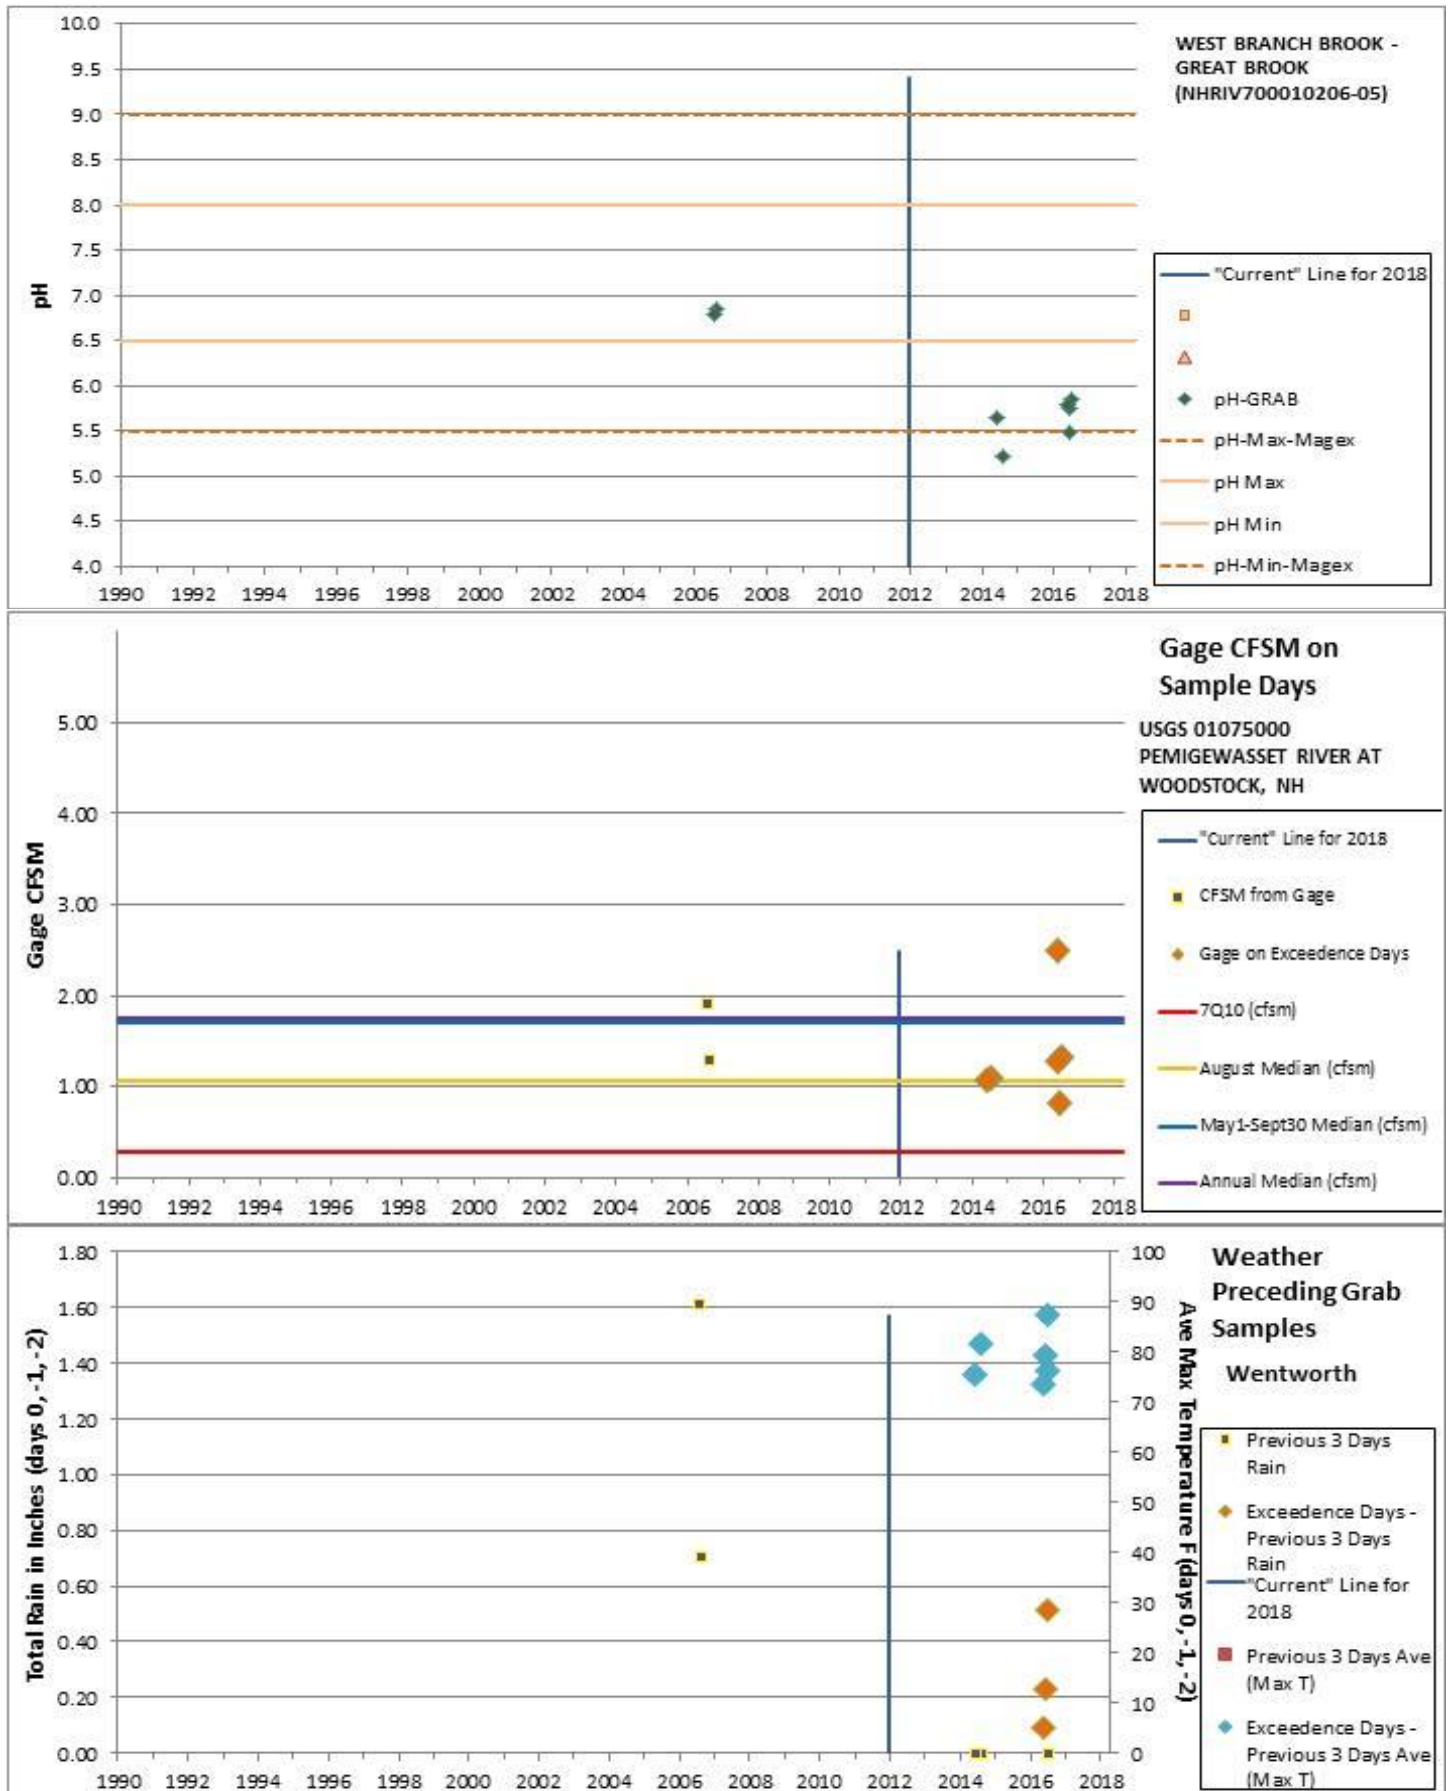 WEST BRANCH BROOK -
GREAT BROOK
(NHRIV700010206-05)
pH
10.0
9.5
9.0
8.5
8.0
7.5
7.0
6.5
6.0
5.5
5.0
4.5
4.0
1990 1992 1994 1996 1998 2000 2002 2004 2006 2008 2010 2012 2014 2016 2018
"Current" Line for 2018
pH-GRAB
pH-Max-Magex
pH Max
pH Min
pH-Min-Magex
Gage CFSM on
Sample Days
USGS 01075000
PEMIGEWASSET RIVER AT
WOODSTOCK, NH
Gage CFSM
5.00
4.00
3.00
2.00
1.00
0.00
1990 1992 1994 1996 1998 2000 2002 2004 2006 2008 2010 2012 2014 2016 2018
"Current" Line for 2018
CFSM from Gage
Gage on Exceedence Days
7Q10 (cfsm)
August Median (cfsm)
May1-Sept30 Median (cfsm)
Annual Median (cfsm)
Weather
Preceding Grab
Samples
Wentworth
Total Rain in Inches (days 0, -1, -2)
1.80
1.60
1.40
1.20
1.00
0.80
0.60
0.40
0.20
0.00
1990 1992 1994 1996 1998 2000 2002 2004 2006 2008 2010 2012 2014 2016 2018
100
90
80
70
60
50
40
30
20
10
0
Ave Max Temperature F (days 0, -1, -2)
Previous 3 Days
Rain
Exceedence Days -
Previous 3 Days
Rain
"Current" Line for
2018
Previous 3 Days Ave
(Max T)
Exceedence Days -
Previous 3 Days Ave
(Max T)